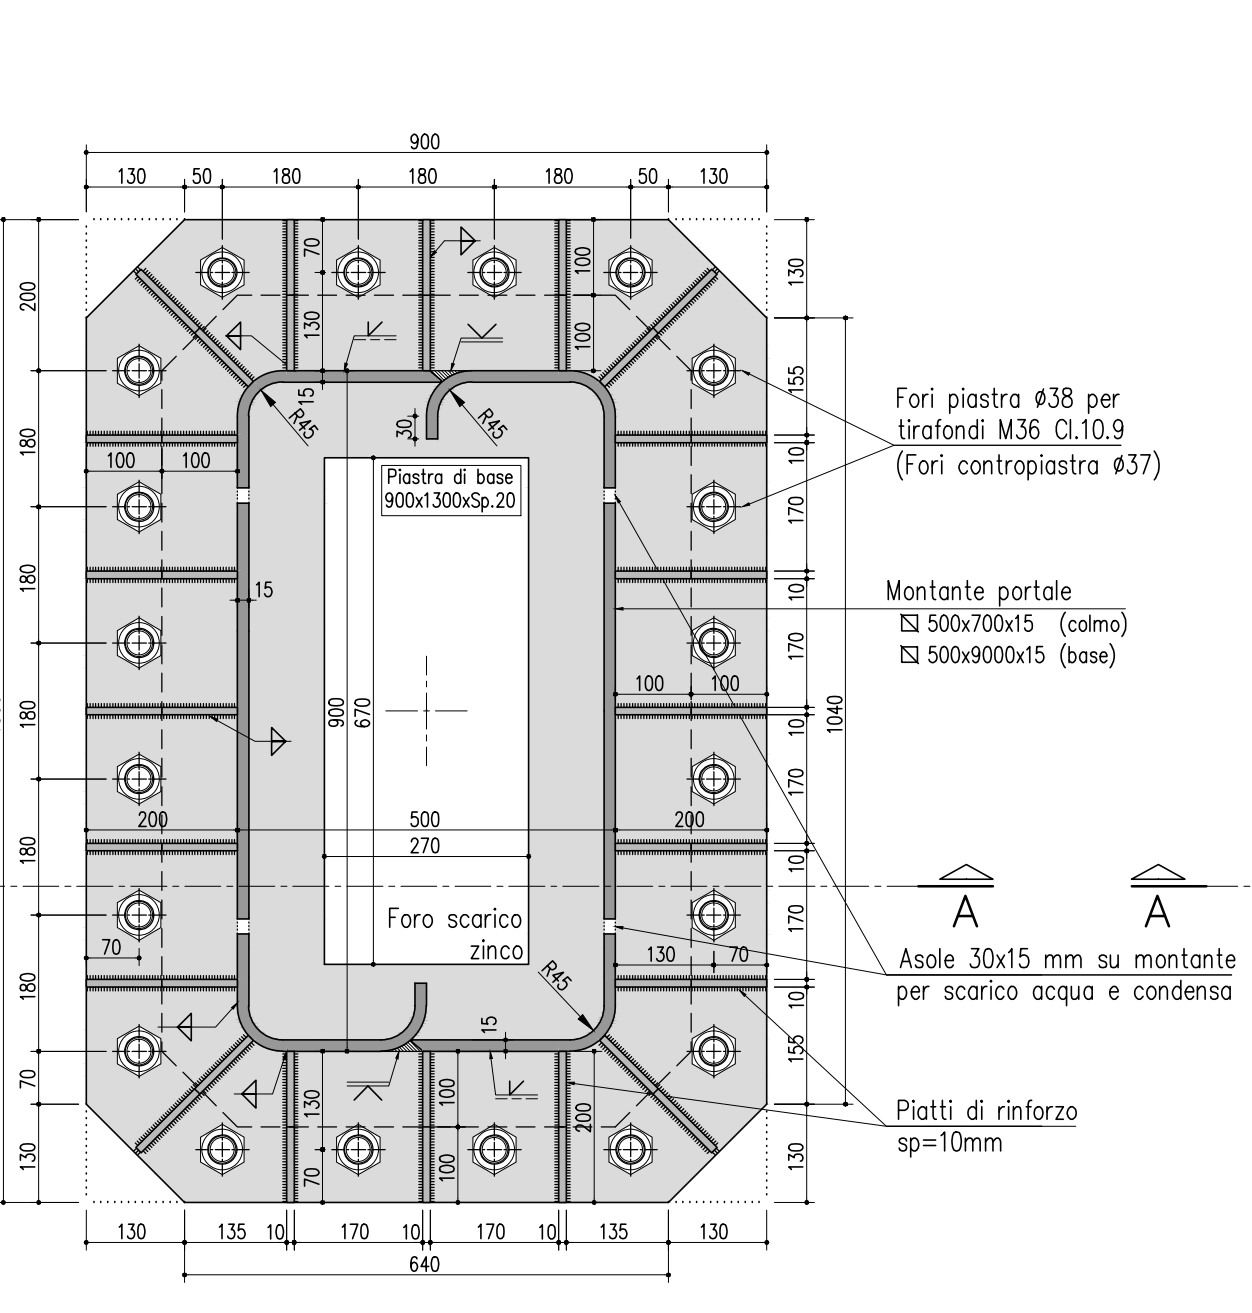 900
130 50 180 180 180 50 130
70 100 130
200
130 100
15
155
R45 30 R45
Fori piastra Ø38 per
tirafondi M36 Cl.10.9
(Fori contropiastra Ø37)
180
100 100
10
Piastra di base
900x1300xSp.20
170
180
15
10
Montante portale
500x700x15 (colmo)
500x9000x15 (base)
170
100 100
180
900 670
10
1040
170
200 500 200
180
270
10
A A
Foro scarico
zinco
170
70
130 70
Asole 30x15 mm su montante
per scarico acqua e condensa
R45
180
10
15
155
70
130 100 200
Piatti di rinforzo
sp=10mm
130
70 100
130
130 135 10 170 10 170 10 135 130
640